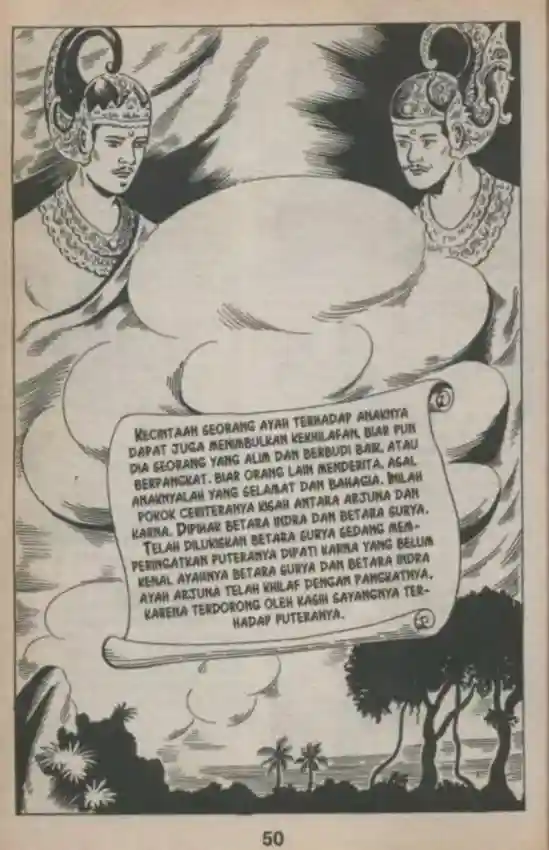 KECINTAAN SEORANG AYAH TERHADAP ANAKNYA
DAPAT JUGA MENIMBULKAN KEKHILAFAN. BIAR PUN
DIA SEORANG YANG ALIM DAN BERBUDI BAIK, ATAU
BERPANGKAT. BIAR ORANG LAIN MENDERITA, ASAL
ANAKNYALAH YANG SELAMAT DAN BAHAGIA. INILAH
POKOK CERITERANYA KISAH ANTARA ARJUNA DAN
KARNA. DIPIHAK BETARA INDRA DAN BETARA SURYA.
TELAH DILUKISKAN BETARA SURYA SEDANG MEM-
PERINGATKAN PUTERANYA DIPATI KARNA YANG BELUM
KENAL AYAHNYA BETARA SURYA DAN BETARA INDRA
AYAH ARJUNA TELAH KHILAF DENGAN PANGKATNYA,
KARENA TERDORONG OLEH KASIH SAYANGNYA TER-
HADAP PUTERANYA.
50